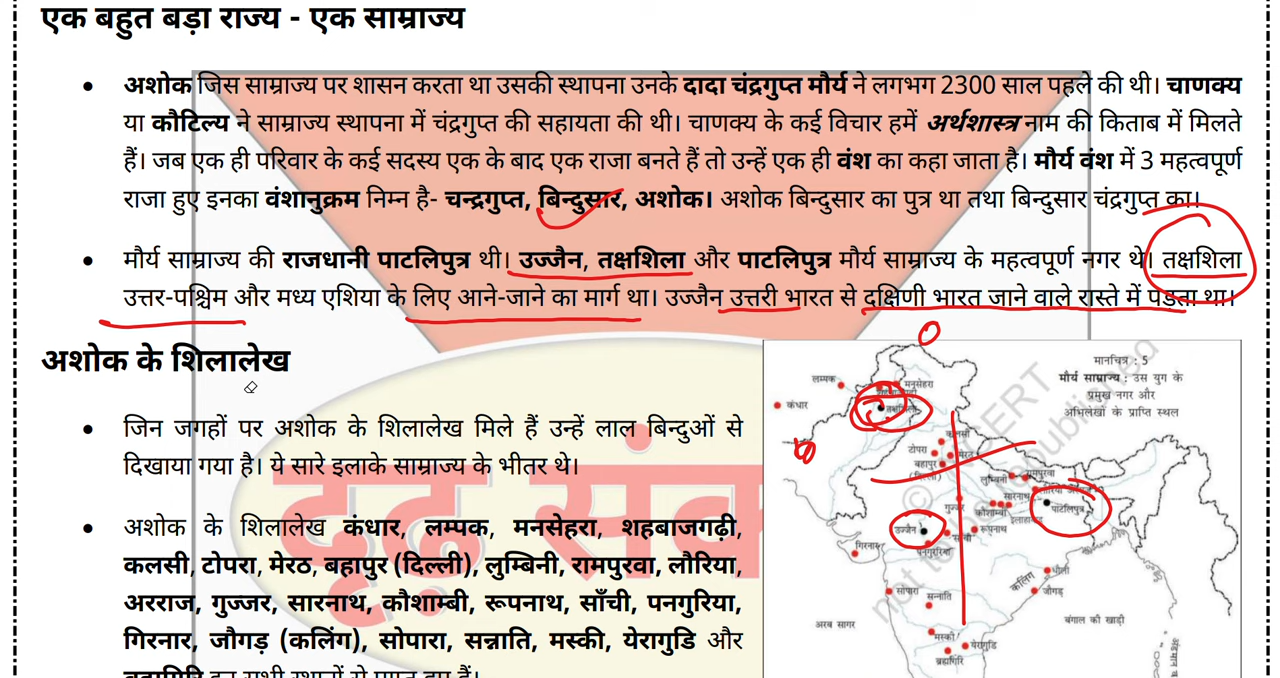 एक बहुत बड़ा राज्य - एक साम्राज्य
अशोक जिस साम्राज्य पर शासन करता था उसकी स्थापना उनके दादा चंद्रगुप्त मौर्य ने लगभग 2300 साल पहले की थी। चाणक्य
या कौटिल्य ने साम्राज्य स्थापना में चंद्रगुप्त की सहायता की थी। चाणक्य के कई विचार हमें अर्थशास्त्र नाम की किताब में मिलते
हैं। जब एक ही परिवार के कई सदस्य एक के बाद एक राजा बनते हैं तो उन्हें एक ही वंश का कहा जाता है। मौर्य वंश में 3 महत्वपूर्ण
राजा हुए इनका वंशानुक्रम निम्न है- चन्द्रगुप्त, बिन्दुसार, अशोक। अशोक बिन्दुसार का पुत्र था तथा बिन्दुसार चंद्रगुप्त का।
मौर्य साम्राज्य की राजधानी पाटलिपुत्र थी। उज्जैन, तक्षशिला और पाटलिपुत्र मौर्य साम्राज्य के महत्वपूर्ण नगर थे। तक्षशिला
उत्तर-पश्चिम और मध्य एशिया के लिए आने-जाने का मार्ग था। उज्जैन उत्तरी भारत से दक्षिणी भारत जाने वाले रास्ते में पड़ता था।
अशोक के शिलालेख
जिन जगहों पर अशोक के शिलालेख मिले हैं उन्हें लाल बिन्दुओं से
दिखाया गया है। ये सारे इलाके साम्राज्य के भीतर थे।
अशोक के शिलालेख कंधार, लम्पक, मनसेहरा, शहबाजगढ़ी,
कलसी, टोपरा, मेरठ, बहापुर (दिल्ली), लुम्बिनी, रामपुरवा, लौरिया,
अरराज, गुज्जर, सारनाथ, कौशाम्बी, रूपनाथ, साँची, पनगुरिया,
गिरनार, जौगड़ (कलिंग), सोपारा, सन्नाति, मस्की, येरागुडि और
मानचित्र : 5
मौर्य साम्राज्य : उस युग के
प्रमुख नगर और
अभिलेखों के प्राप्ति स्थल
लम्पक
मनसेहरा
कंधार
तक्षशिला
कलसी
टोपरा
मेरठ
बहापुर
(दिल्ली)
लुम्बिनी
रामपुरवा
सारनाथ
पाटलिपुत्र
कौशाम्बी
उज्जैन
रूपनाथ
साँची
पनगुरिया
गिरनार
कलिंग
धौली
जौगड़
सोपारा
सन्नाति
अरब सागर
बंगाल की खाड़ी
मस्की
येरागुडि
ब्रह्मगिरि
© NCERT
not to be republished
दृढ़ संक